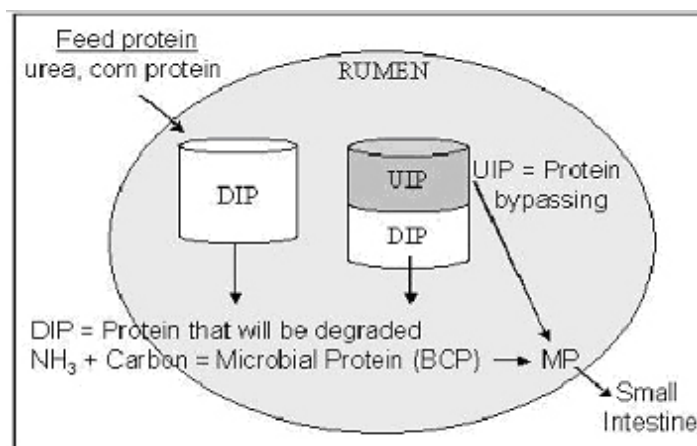 Feed protein
urea, corn protein
RUMEN
DIP
UIP
DIP
UIP = Protein
bypassing
DIP = Protein that will be degraded
NH₃ + Carbon = Microbial Protein (BCP)
MP
Small
Intestine